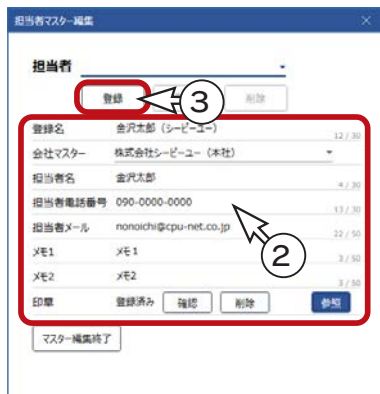 担当者マスター編集
担当者
登録 ③ 削除
登録名 金沢太郎（シーピーユー） 12 / 30
会社マスター 株式会社シーピーユー（本社）
担当者名 金沢太郎 4 / 30
担当者電話番号 090-0000-0000 13 / 30
担当者メール nonoichi@cpu-net.co.jp 22 / 50
メモ1 メモ1 3 / 50
メモ2 メモ2 3 / 50
②
印章 登録済み 確認 削除 参照
マスター編集終了